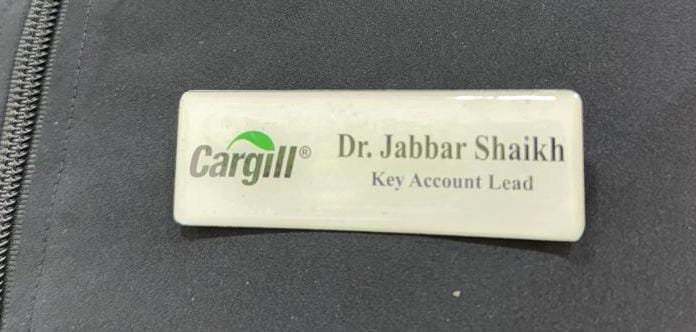 Cargill®
Dr. Jabbar Shaikh
Key Account Lead